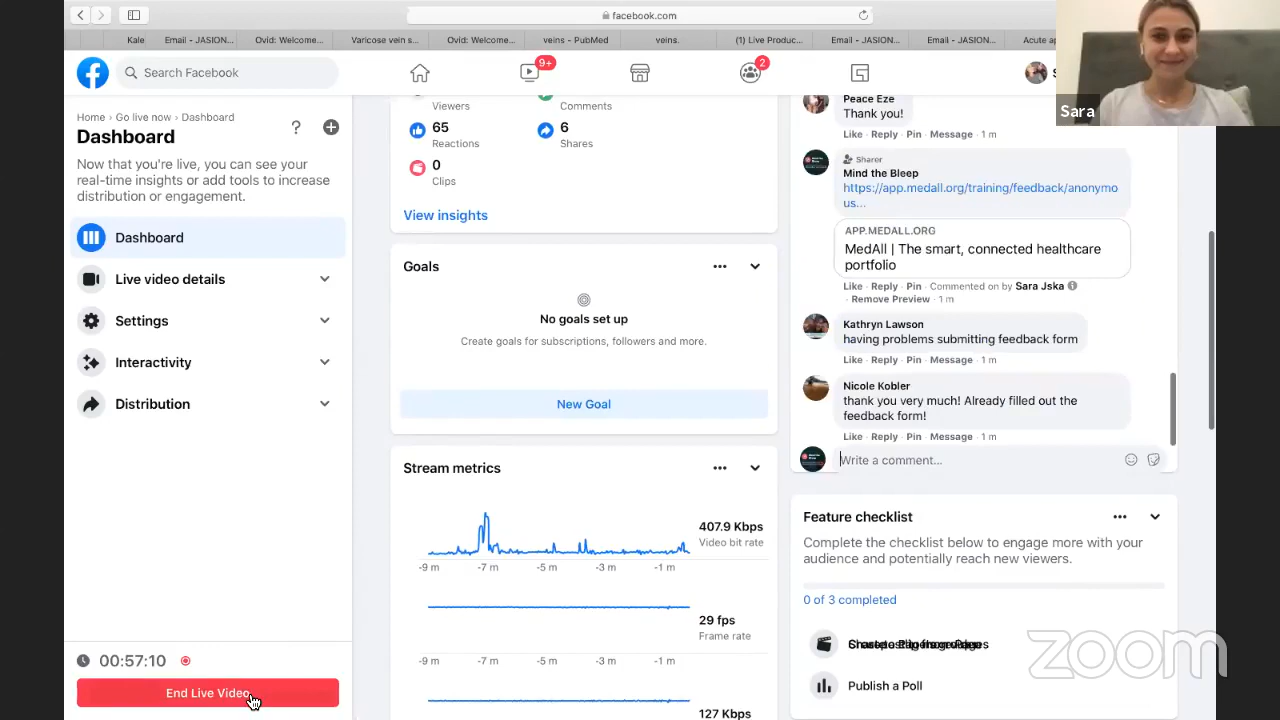 facebook.com
Kale
Email - JASION...
Ovid: Welcome...
Varicose vein s...
Ovid: Welcome...
veins - PubMed
veins.
(1) Live Produc...
Email - JASION...
Email - JASION...
Acute ap
Search Facebook
9+
2
S
Sara
Home › Go live now › Dashboard
Dashboard
Now that you're live, you can see your
real-time insights or add tools to increase
distribution or engagement.
Dashboard
Live video details
Settings
Interactivity
Distribution
00:57:10
End Live Video
Viewers
Comments
65
Reactions
6
Shares
0
Clips
View insights
Goals
No goals set up
Create goals for subscriptions, followers and more.
New Goal
Stream metrics
407.9 Kbps
Video bit rate
-9 m -7 m -5 m -3 m -1 m
29 fps
Frame rate
-9 m -7 m -5 m -3 m -1 m
127 Kbps
Peace Eze
Thank you!
Like · Reply · Pin · Message · 1 m
Sharer
Mind the Bleep
https://app.medall.org/training/feedback/anonymo
us...
APP.MEDALL.ORG
MedAll | The smart, connected healthcare
portfolio
Like · Reply · Pin · Commented on by Sara Jska
· Remove Preview · 1 m
Kathryn Lawson
having problems submitting feedback form
Like · Reply · Pin · Message · 1 m
Nicole Kobler
thank you very much! Already filled out the
feedback form!
Like · Reply · Pin · Message · 1 m
Write a comment...
Feature checklist
Complete the checklist below to engage more with your
audience and potentially reach new viewers.
0 of 3 completed
Publish a Poll
zoom